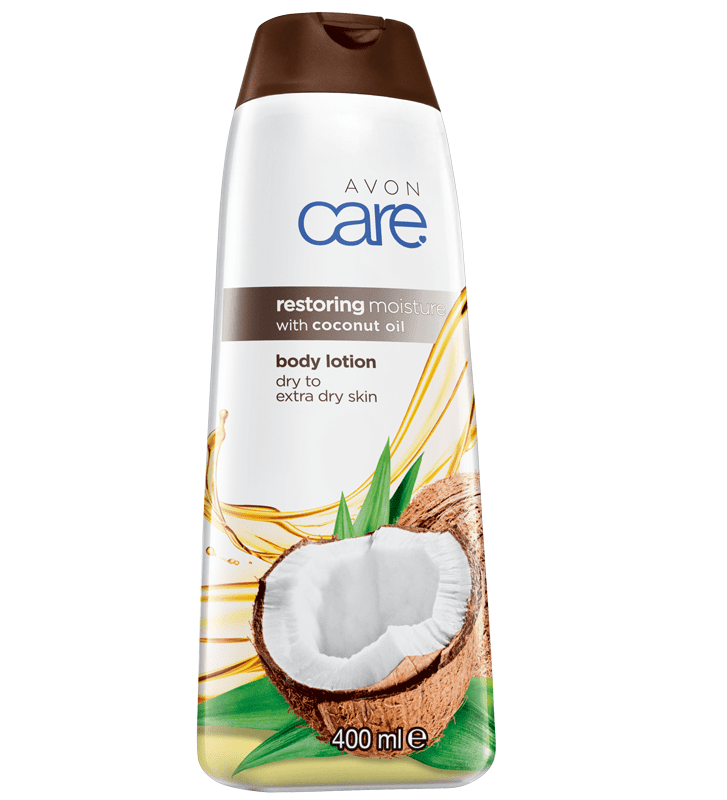 AVON
care
restoring moisture
with coconut oil
body lotion
dry to
extra dry skin
400 ml ℮